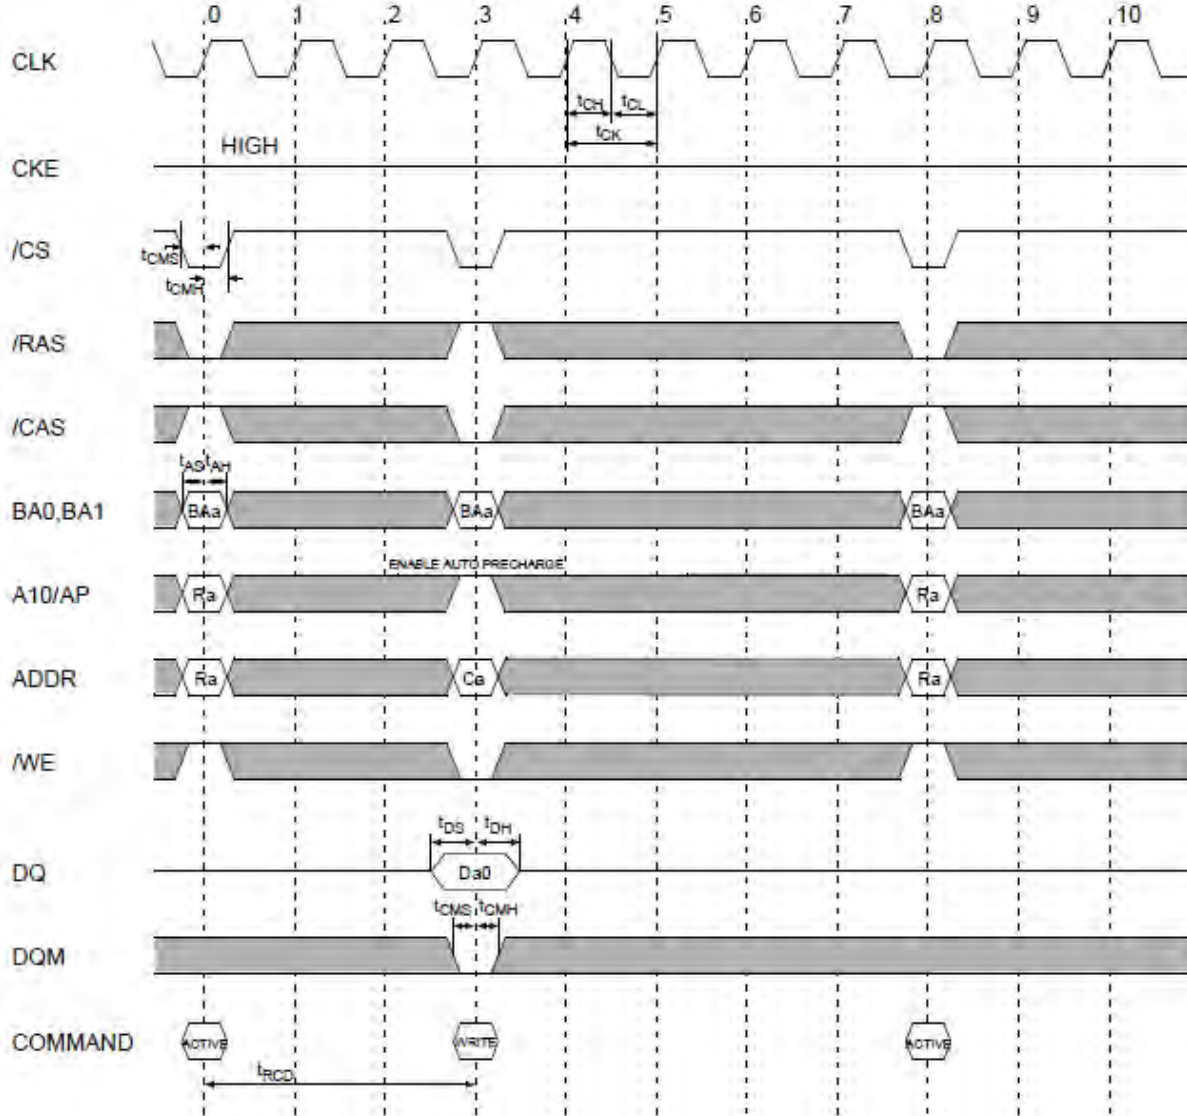 0 1 2 3 4 5 6 7 8 9 10
CLK
tCH tCL
tCK
HIGH
CKE
/CS
tCMS
tCMH
/RAS
/CAS
tAS tAH
BA0,BA1 BAa BAa BAa
ENABLE AUTO PRECHARGE
A10/AP Ra Ra
ADDR Ra Ca Ra
/WE
tDS tDH
DQ Da0
tCMS tCMH
DQM
COMMAND ACTIVE WRITE ACTIVE
tRCD